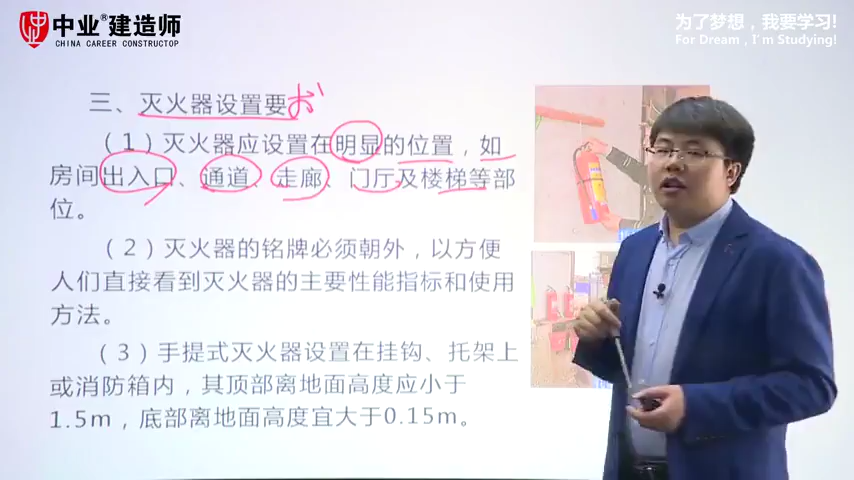 中业®建造师
CHINA CAREER CONSTRUCTOP
为了梦想，我要学习!
For Dream , I'm Studying!
三、灭火器设置要
（1）灭火器应设置在明显的位置，如
房间出入口、通道、走廊、门厅及楼梯等部
位。
（2）灭火器的铭牌必须朝外，以方便
人们直接看到灭火器的主要性能指标和使用
方法。
（3）手提式灭火器设置在挂钩、托架上
或消防箱内，其顶部离地面高度应小于
1.5m，底部离地面高度宜大于0.15m。